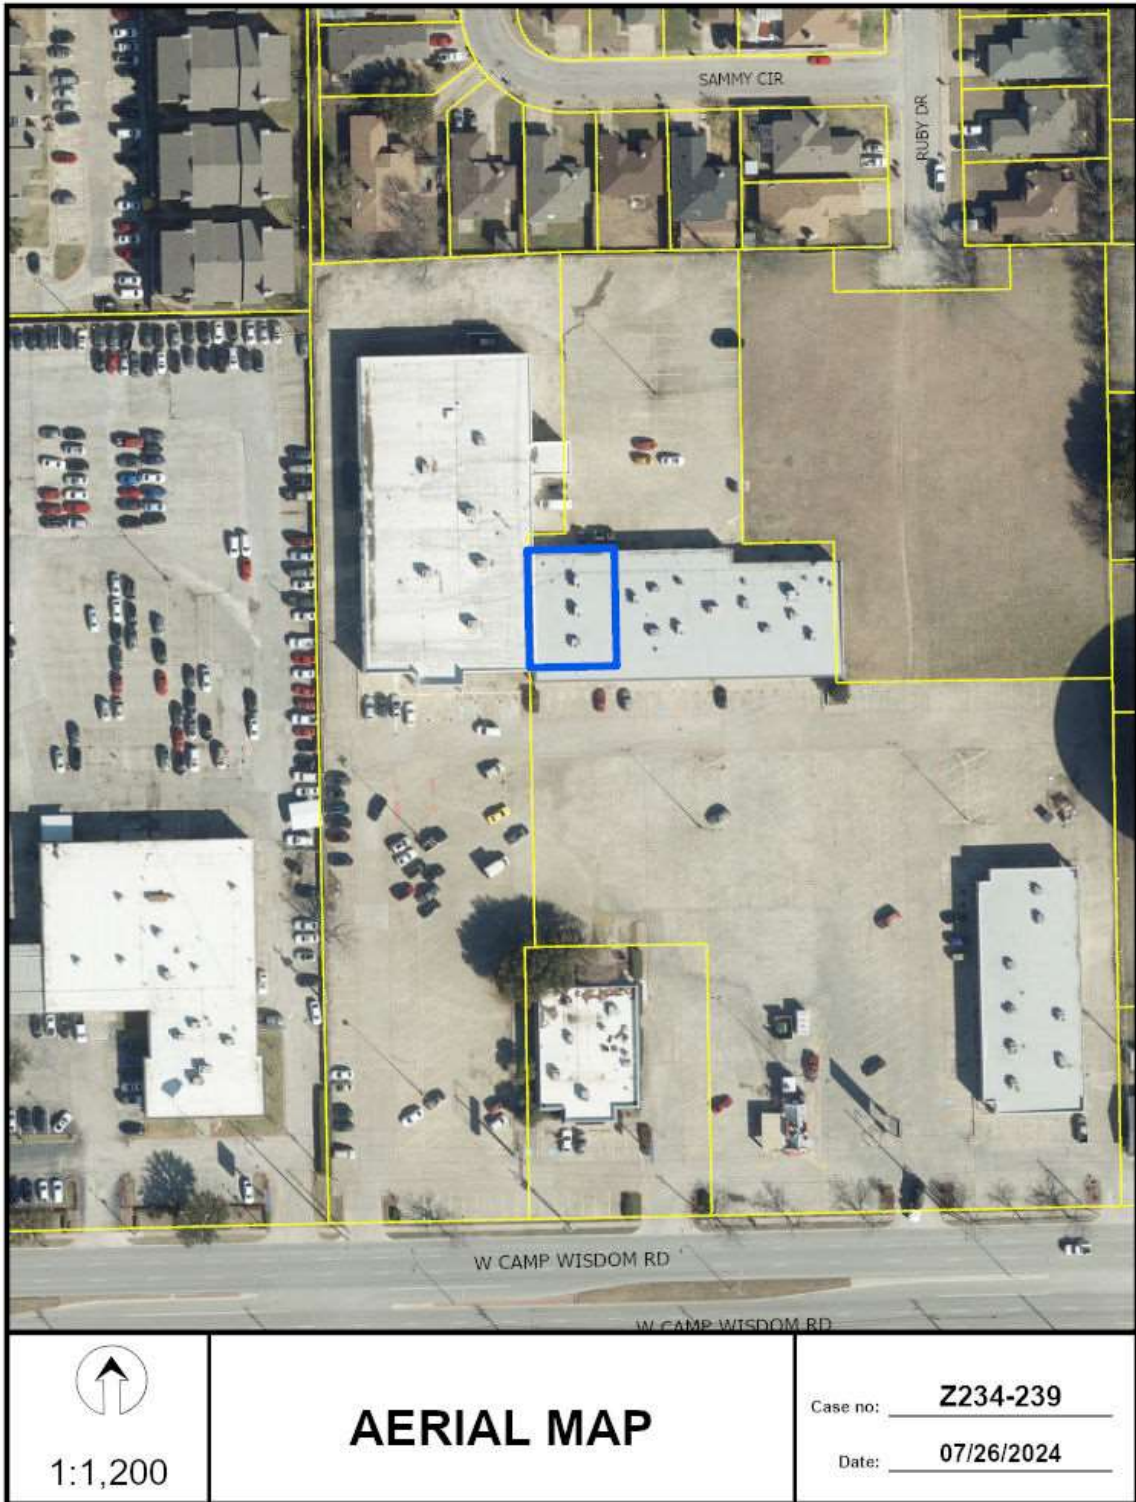 SAMMY CIR
RUBY DR
W CAMP WISDOM RD
W CAMP WISDOM RD
1:1,200
AERIAL MAP
Case no: Z234-239
Date: 07/26/2024